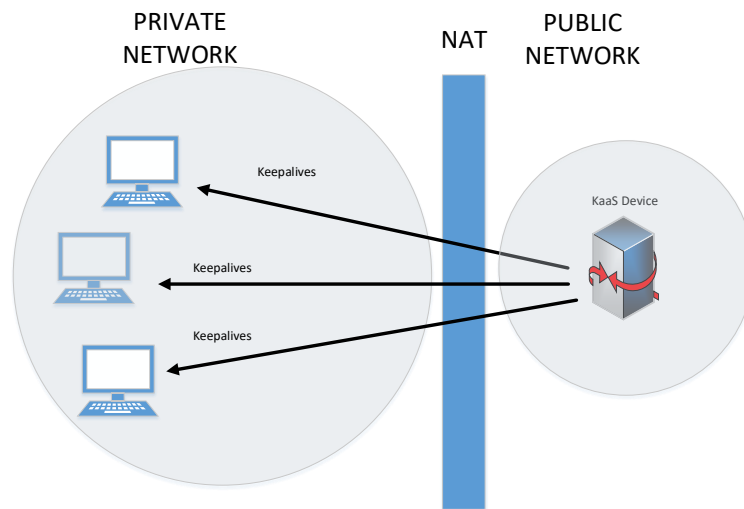 PRIVATE
NETWORK
NAT
PUBLIC
NETWORK
Keepalives
KaaS Device
Keepalives
Keepalives